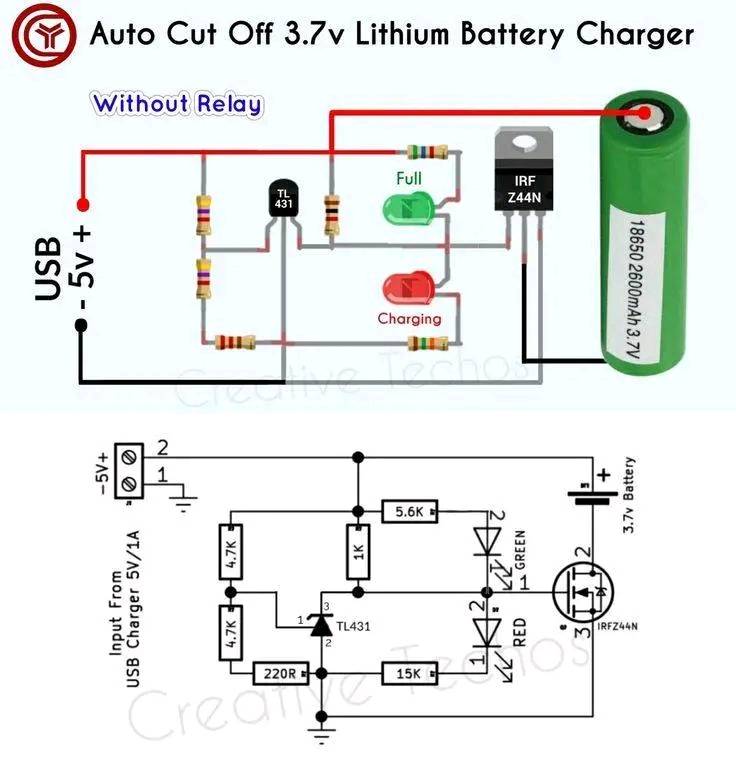 Auto Cut Off 3.7v Lithium Battery Charger
Without Relay
USB
- 5v +
TL
431
Full
Charging
IRF
Z44N
18650 2600mAh 3.7V
Creative Techos
-5V+
2
1
Input From
USB Charger 5V/1A
4.7K
4.7K
220R
1K
5.6K
15K
1
3
2
TL431
2
GREEN
1
2
RED
1
2
3
IRFZ44N
+
3.7v Battery
Creative Techos